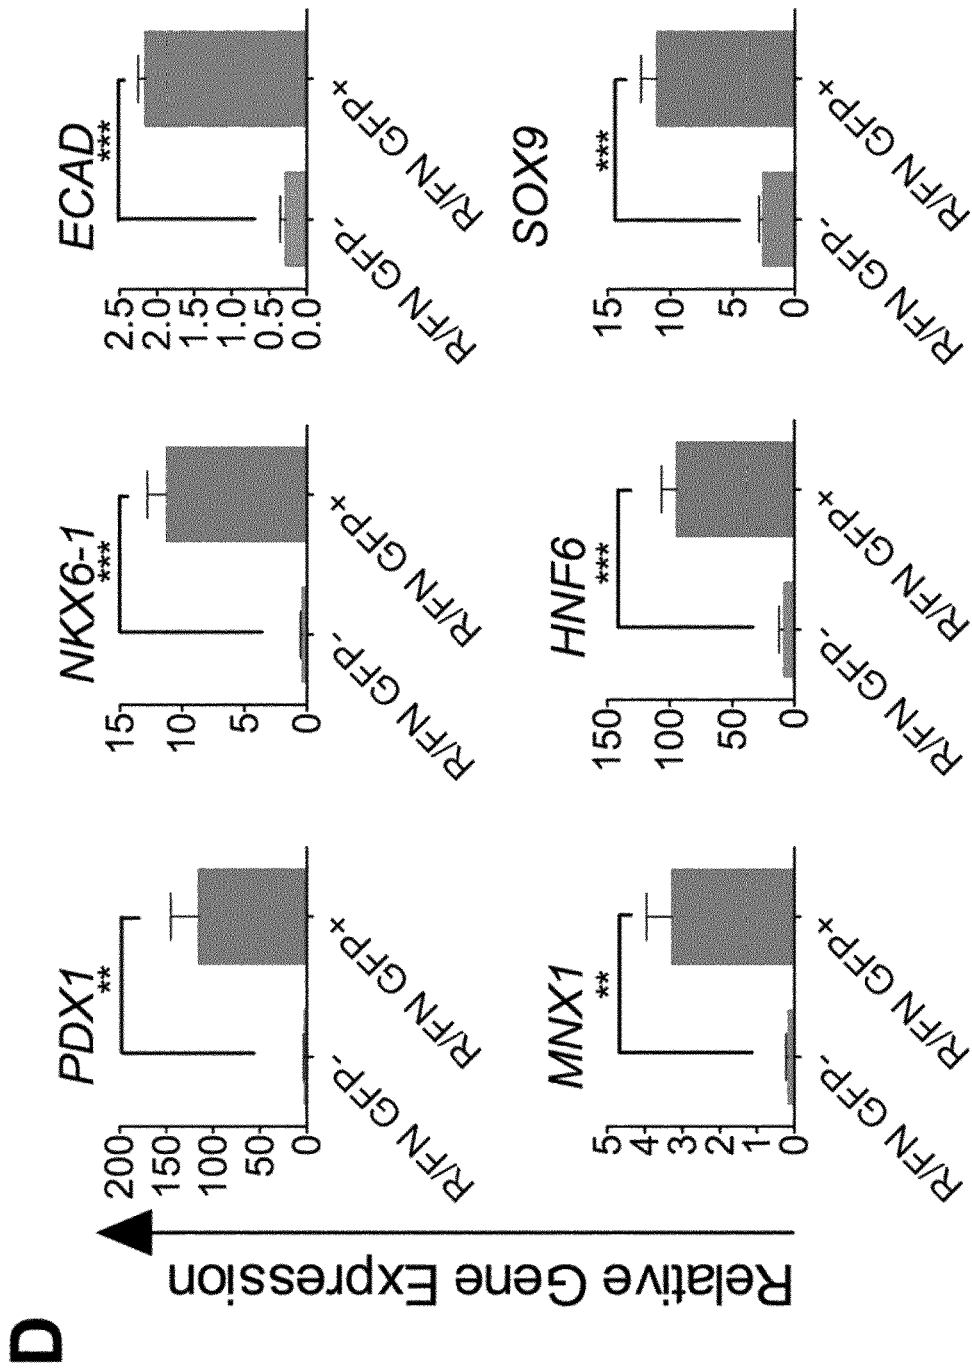 D
Relative Gene Expression
PDX1
**
200
150
100
50
0
R/FN GFP-
R/FN GFP+
NKX6-1
***
15
10
5
0
R/FN GFP-
R/FN GFP+
ECAD
***
2.5
2.0
1.5
1.0
0.5
0.0
R/FN GFP-
R/FN GFP+
MNX1
**
5
4
3
2
1
0
R/FN GFP-
R/FN GFP+
HNF6
***
150
100
50
0
R/FN GFP-
R/FN GFP+
SOX9
***
15
10
5
0
R/FN GFP-
R/FN GFP+